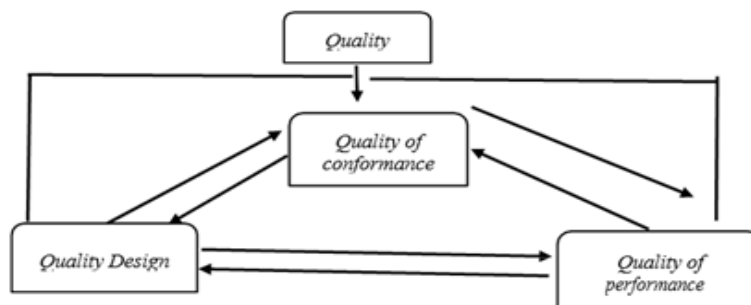 Quality
Quality of
conformance
Quality Design
Quality of
performance